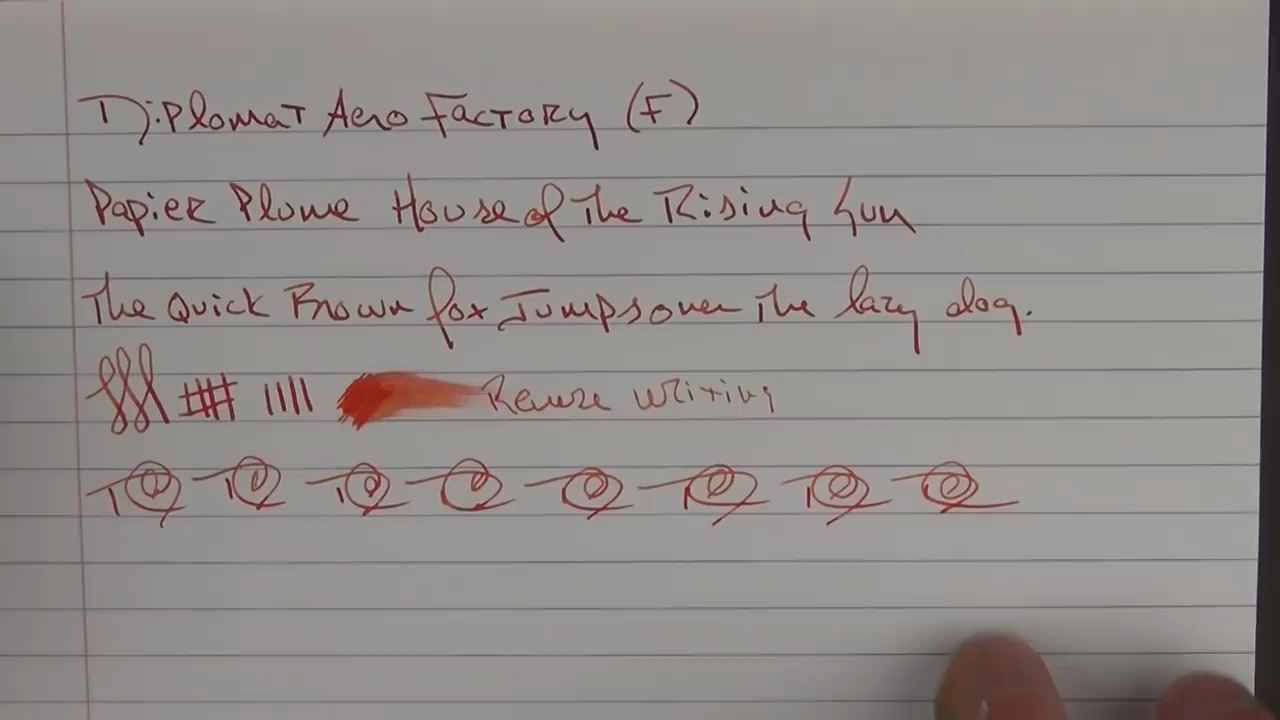 Diplomat Aero Factory (F)
Papier Plume House of The Rising Sun
The Quick Brown fox Jumps over The lazy dog.
Reverse writing